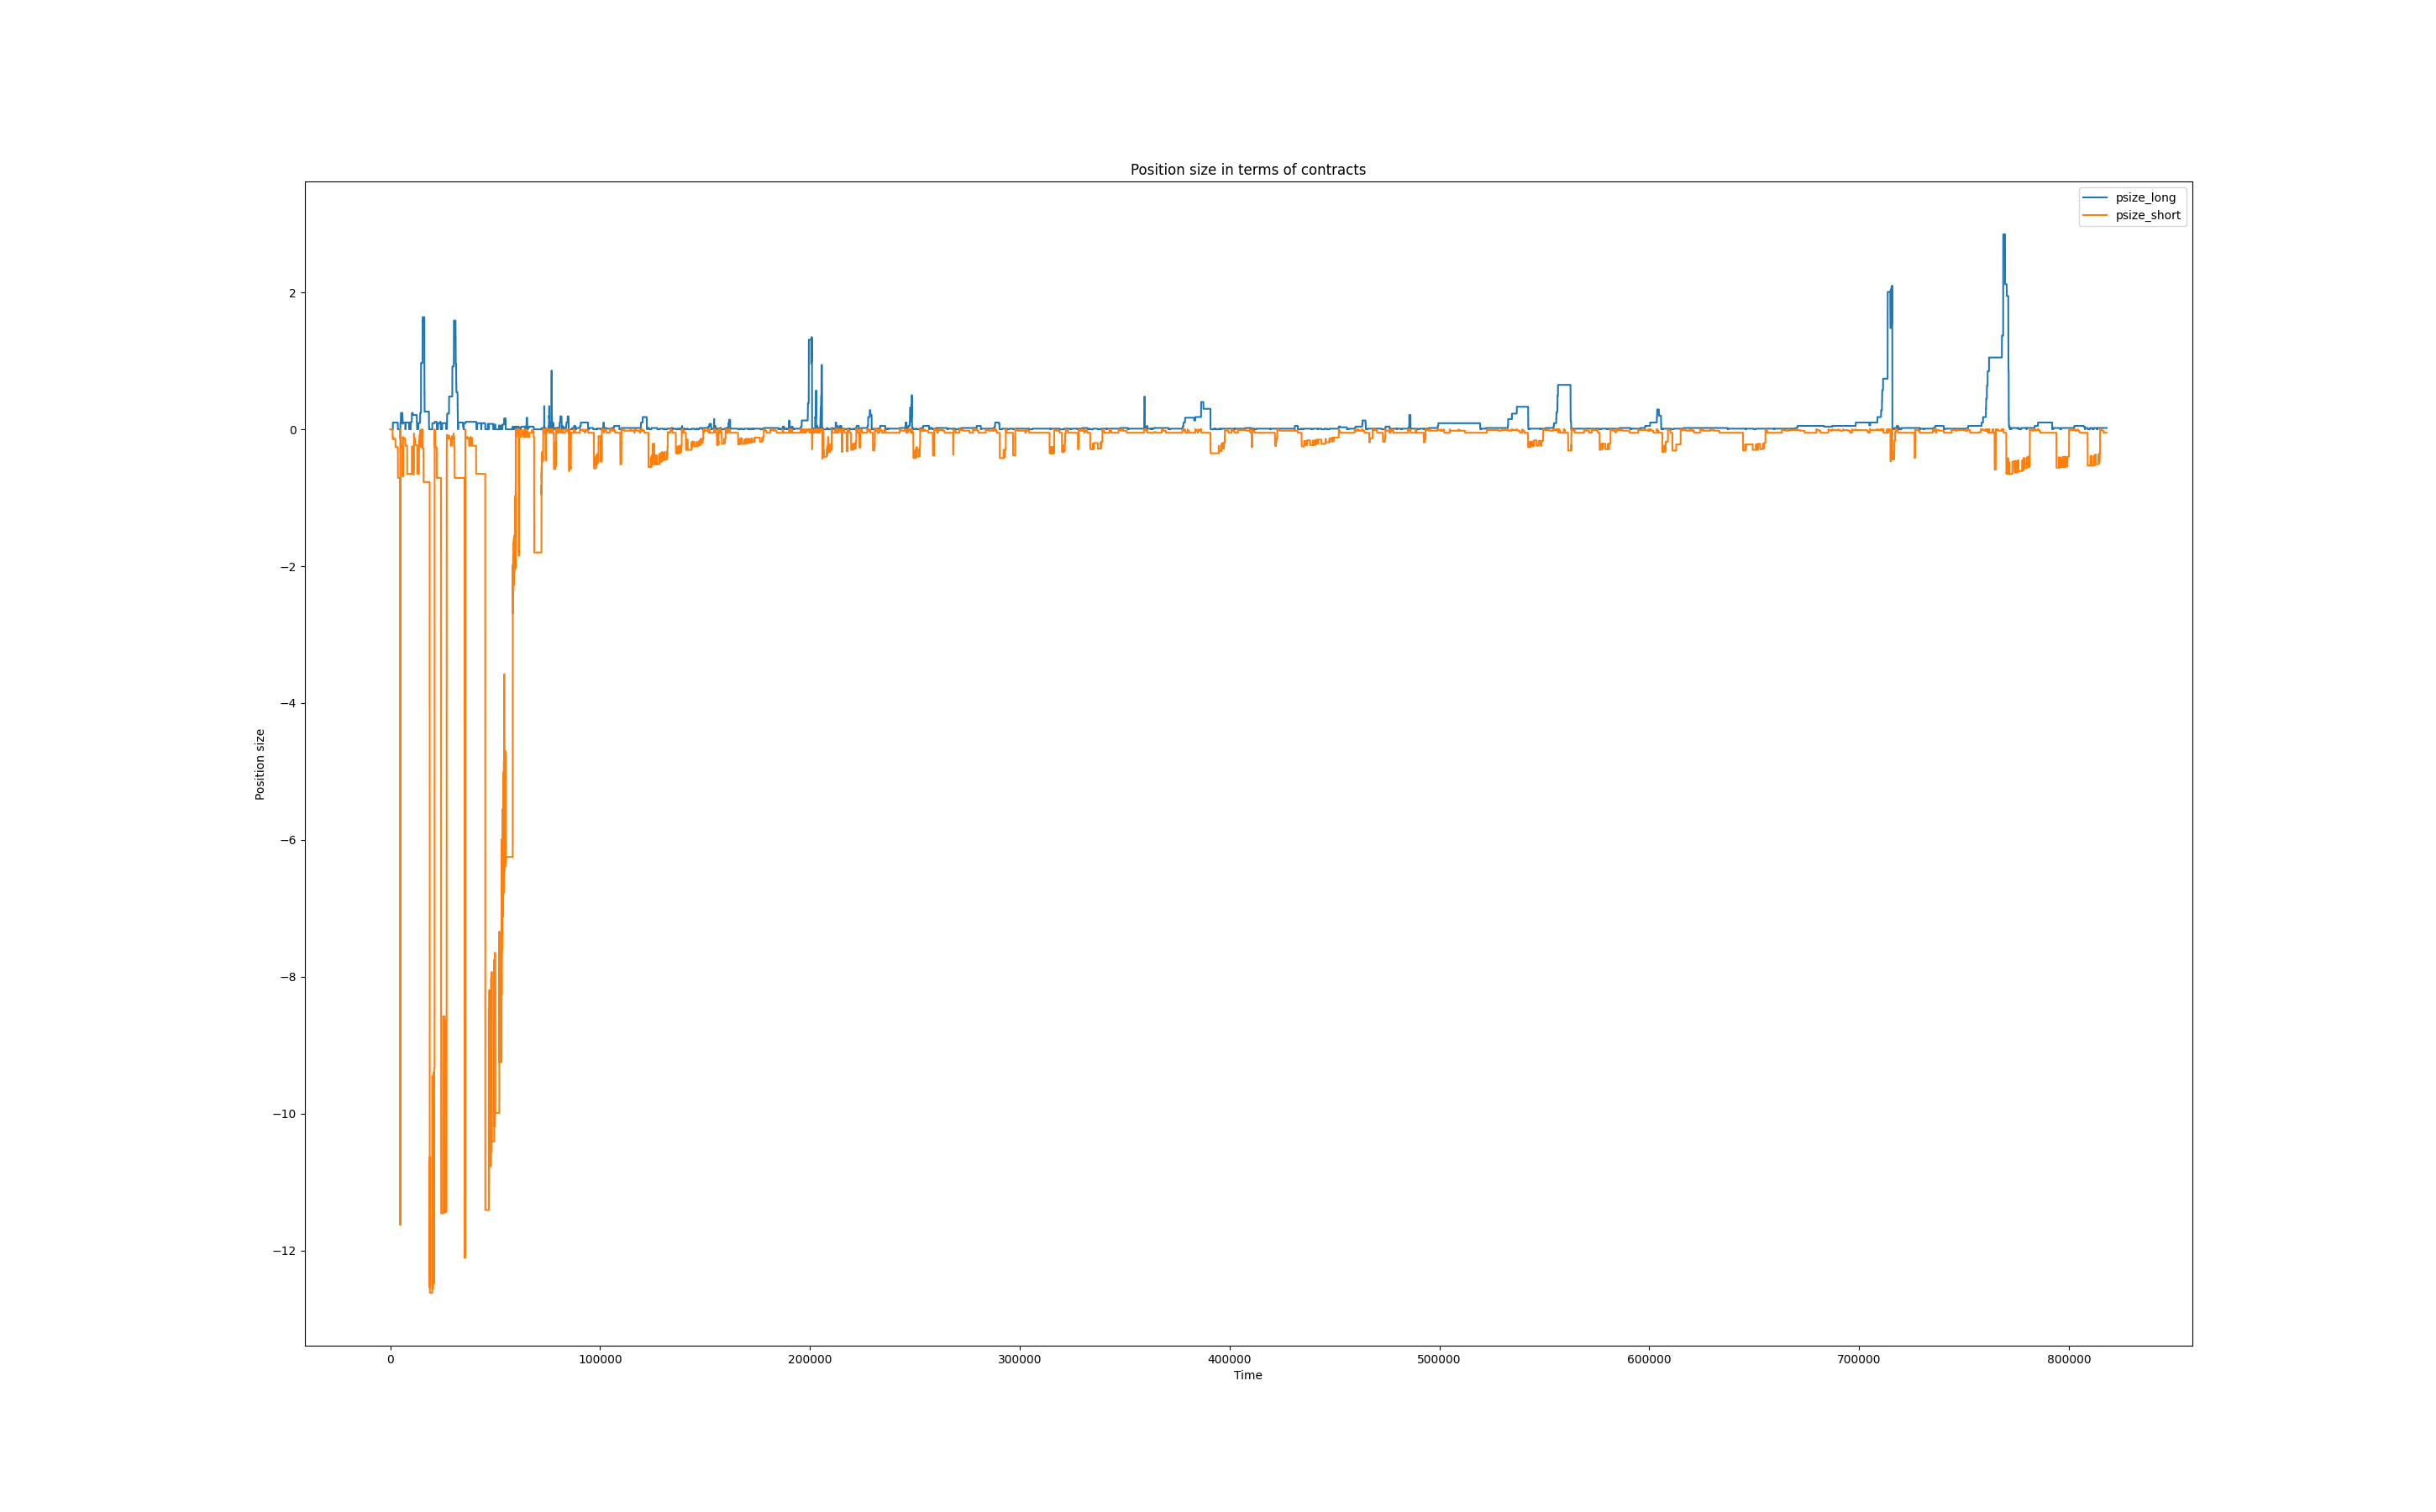 Position size in terms of contracts
psize_long
psize_short
2
0
−2
−4
−6
−8
−10
−12
Position size
0 100000 200000 300000 400000 500000 600000 700000 800000
Time